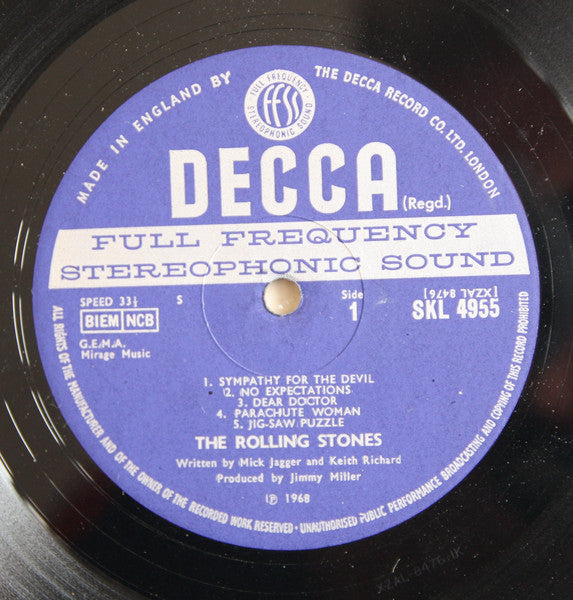 MADE IN ENGLAND BY
THE DECCA RECORD CO. LTD. LONDON
FULL FREQUENCY
FFSS
STEREOPHONIC SOUND
DECCA (Regd.)
FULL FREQUENCY
STEREOPHONIC SOUND
SPEED 33⅓
S
Side
1
[XZAL 8476]
SKL 4955
BIEM NCB
G.E.M.A.
Mirage Music
1. SYMPATHY FOR THE DEVIL
2. NO EXPECTATIONS
3. DEAR DOCTOR
4. PARACHUTE WOMAN
5. JIG-SAW PUZZLE
THE ROLLING STONES
Written by Mick Jagger and Keith Richard
Produced by Jimmy Miller
Ⓟ 1968
ALL RIGHTS OF THE MANUFACTURER AND OF THE OWNER OF THE RECORDED WORK RESERVED · UNAUTHORISED PUBLIC PERFORMANCE BROADCASTING AND COPYING OF THIS RECORD PROHIBITED
XZAL-8476.1K